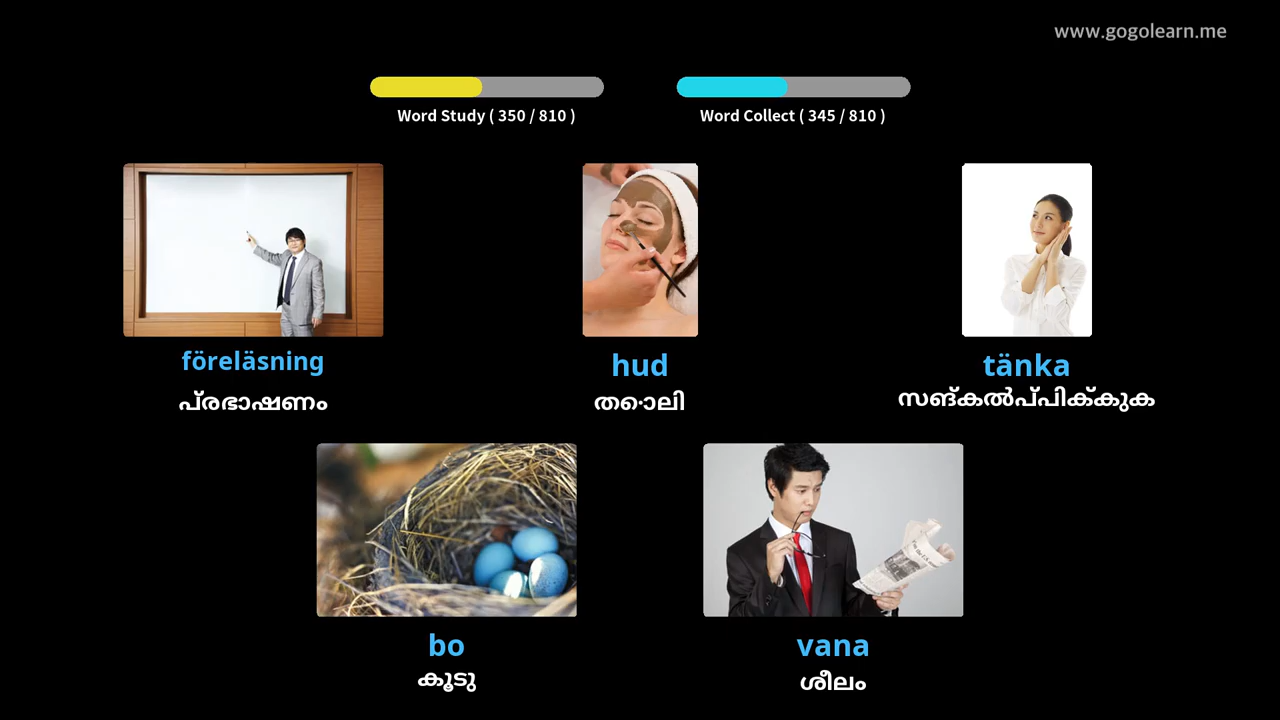 www.gogolearn.me
Word Study ( 350 / 810 )
Word Collect ( 345 / 810 )
föreläsning
hud
tänka
പ്രഭാഷണം
തൊലി
സങ്കൽപ്പിക്കുക
bo
vana
കൂടു
ശീലം